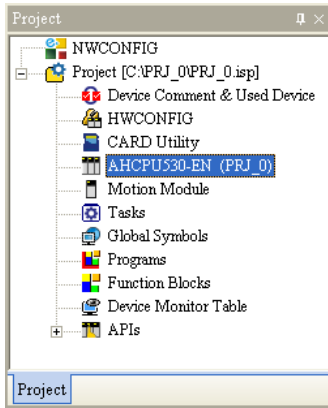 Project
NWCONFIG
Project [C:\PRJ_0\PRJ_0.isp]
Device Comment & Used Device
HWCONFIG
CARD Utility
AHCPU530-EN (PRJ_0)
Motion Module
Tasks
Global Symbols
Programs
Function Blocks
Device Monitor Table
APIs
Project